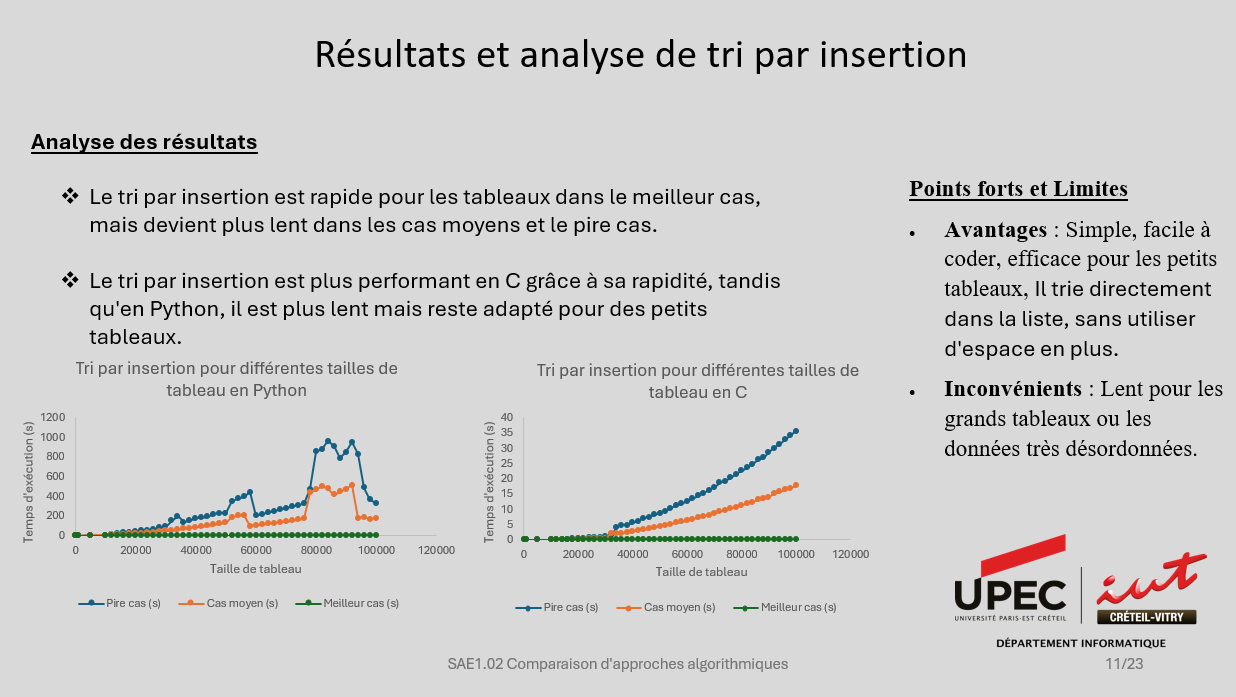 Résultats et analyse de tri par insertion
Analyse des résultats
❖ Le tri par insertion est rapide pour les tableaux dans le meilleur cas,
mais devient plus lent dans les cas moyens et le pire cas.
❖ Le tri par insertion est plus performant en C grâce à sa rapidité, tandis
qu'en Python, il est plus lent mais reste adapté pour des petits
tableaux.
Points forts et Limites
• Avantages : Simple, facile à
coder, efficace pour les petits
tableaux, Il trie directement
dans la liste, sans utiliser
d'espace en plus.
• Inconvénients : Lent pour les
grands tableaux ou les
données très désordonnées.
Tri par insertion pour différentes tailles de
tableau en Python
Temps d'exécution (s)
1200
1000
800
600
400
200
0
0 20000 40000 60000 80000 100000 120000
Taille de tableau
Pire cas (s) Cas moyen (s) Meilleur cas (s)
Tri par insertion pour différentes tailles de
tableau en C
Temps d'exécution (s)
40
35
30
25
20
15
10
5
0
0 20000 40000 60000 80000 100000 120000
Taille de tableau
Pire cas (s) Cas moyen (s) Meilleur cas (s)
UPEC
UNIVERSITÉ PARIS-EST CRÉTEIL
iut
CRÉTEIL-VITRY
DÉPARTEMENT INFORMATIQUE
SAE1.02 Comparaison d'approches algorithmiques
11/23